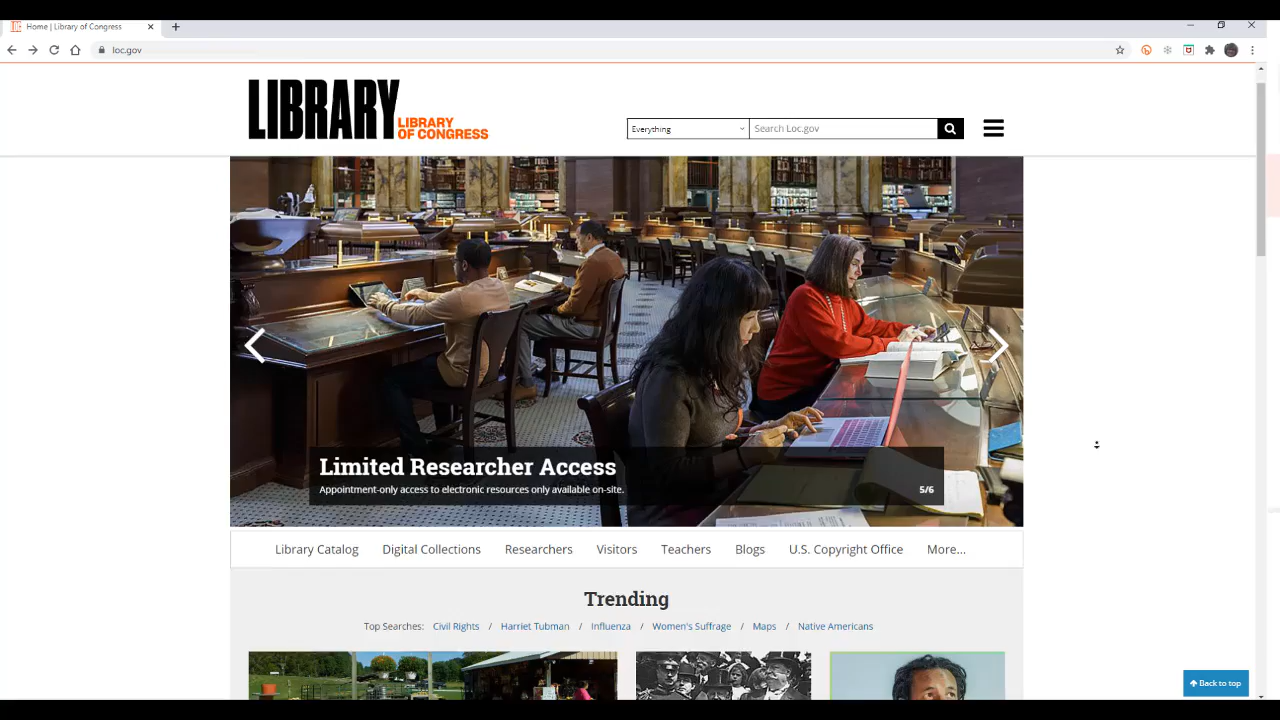 Home | Library of Congress
loc.gov
LIBRARY
LIBRARY
OF CONGRESS
Everything
Search Loc.gov
Limited Researcher Access
Appointment-only access to electronic resources only available on-site.
5/6
Library Catalog Digital Collections Researchers Visitors Teachers Blogs U.S. Copyright Office More...
Trending
Top Searches: Civil Rights / Harriet Tubman / Influenza / Women's Suffrage / Maps / Native Americans
Back to top